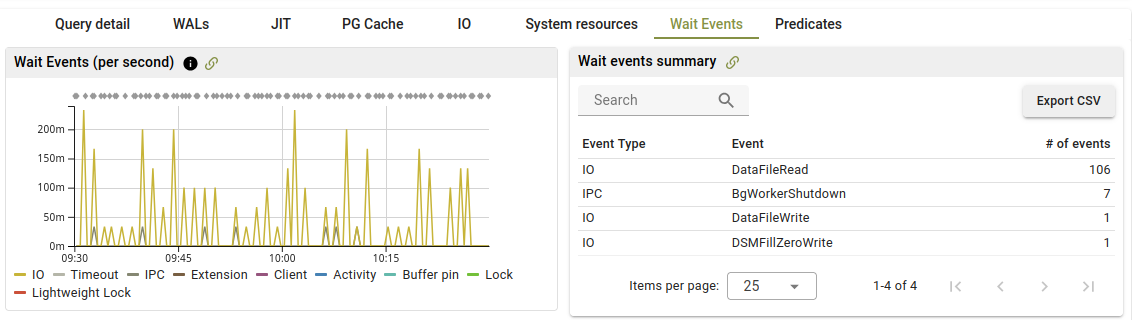 Query detail WALs JIT PG Cache IO System resources Wait Events Predicates
Wait Events (per second)
200m
150m
100m
50m
0m
09:30 09:45 10:00 10:15
IO Timeout IPC Extension Client Activity Buffer pin Lock
Lightweight Lock
Wait events summary
Search Export CSV
Event Type Event # of events
IO DataFileRead 106
IPC BgWorkerShutdown 7
IO DataFileWrite 1
IO DSMFillZeroWrite 1
Items per page: 25 1-4 of 4